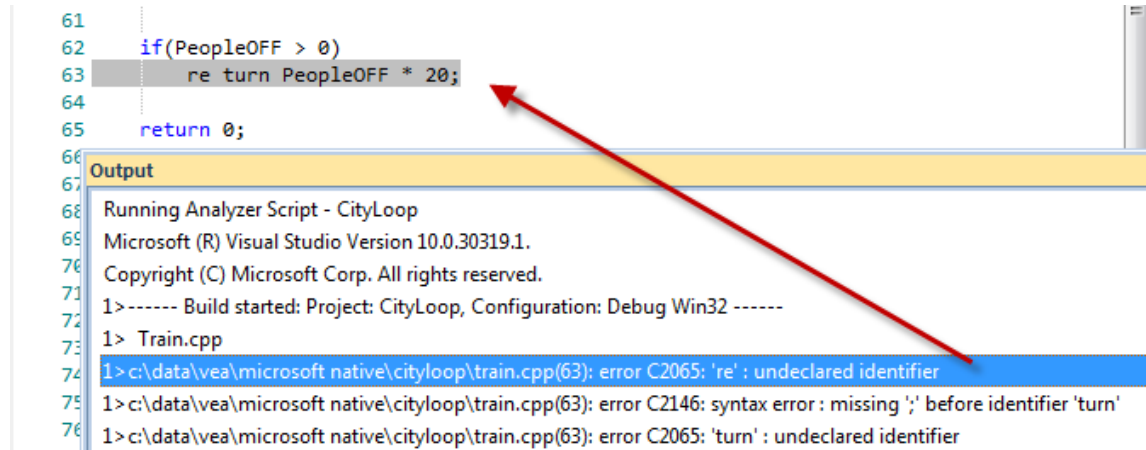 61
62 if(PeopleOFF > 0)
63 re turn PeopleOFF * 20;
64
65 return 0;
66
67
68
69
70
71
72
73
74
75
76
Output
Running Analyzer Script - CityLoop
Microsoft (R) Visual Studio Version 10.0.30319.1.
Copyright (C) Microsoft Corp. All rights reserved.
1>------ Build started: Project: CityLoop, Configuration: Debug Win32 ------
1> Train.cpp
1>c:\data\vea\microsoft native\cityloop\train.cpp(63): error C2065: 're' : undeclared identifier
1>c:\data\vea\microsoft native\cityloop\train.cpp(63): error C2146: syntax error : missing ';' before identifier 'turn'
1>c:\data\vea\microsoft native\cityloop\train.cpp(63): error C2065: 'turn' : undeclared identifier